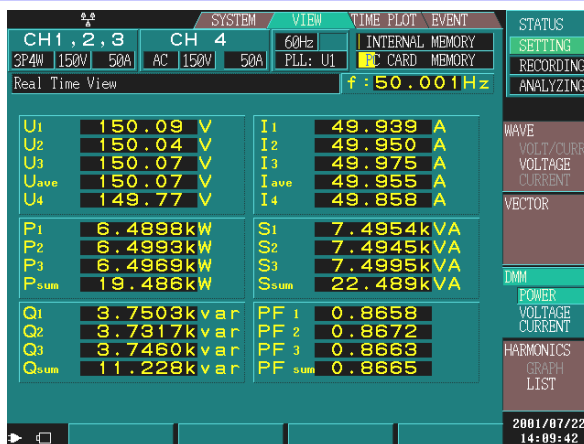 SYSTEM VIEW TIME PLOT EVENT
CH1,2,3 CH 4 60Hz INTERNAL MEMORY
3P4W 150V 50A AC 150V 50A PLL: U1 PC CARD MEMORY
Real Time View f:50.001Hz
U1 150.09 V I1 49.939 A
U2 150.04 V I2 49.950 A
U3 150.07 V I3 49.975 A
Uave 150.07 V Iave 49.955 A
U4 149.77 V I4 49.858 A
P1 6.4898kW S1 7.4954kVA
P2 6.4993kW S2 7.4945kVA
P3 6.4969kW S3 7.4995kVA
Psum 19.486kW Ssum 22.489kVA
Q1 3.7503kvar PF 1 0.8658
Q2 3.7317kvar PF 2 0.8672
Q3 3.7460kvar PF 3 0.8663
Qsum 11.228kvar PF sum 0.8665
STATUS
SETTING
RECORDING
ANALYZING
WAVE
VOLT/CURR
VOLTAGE
CURRENT
VECTOR
DMM
POWER
VOLTAGE
CURRENT
HARMONICS
GRAPH
LIST
2001/07/22
14:09:42